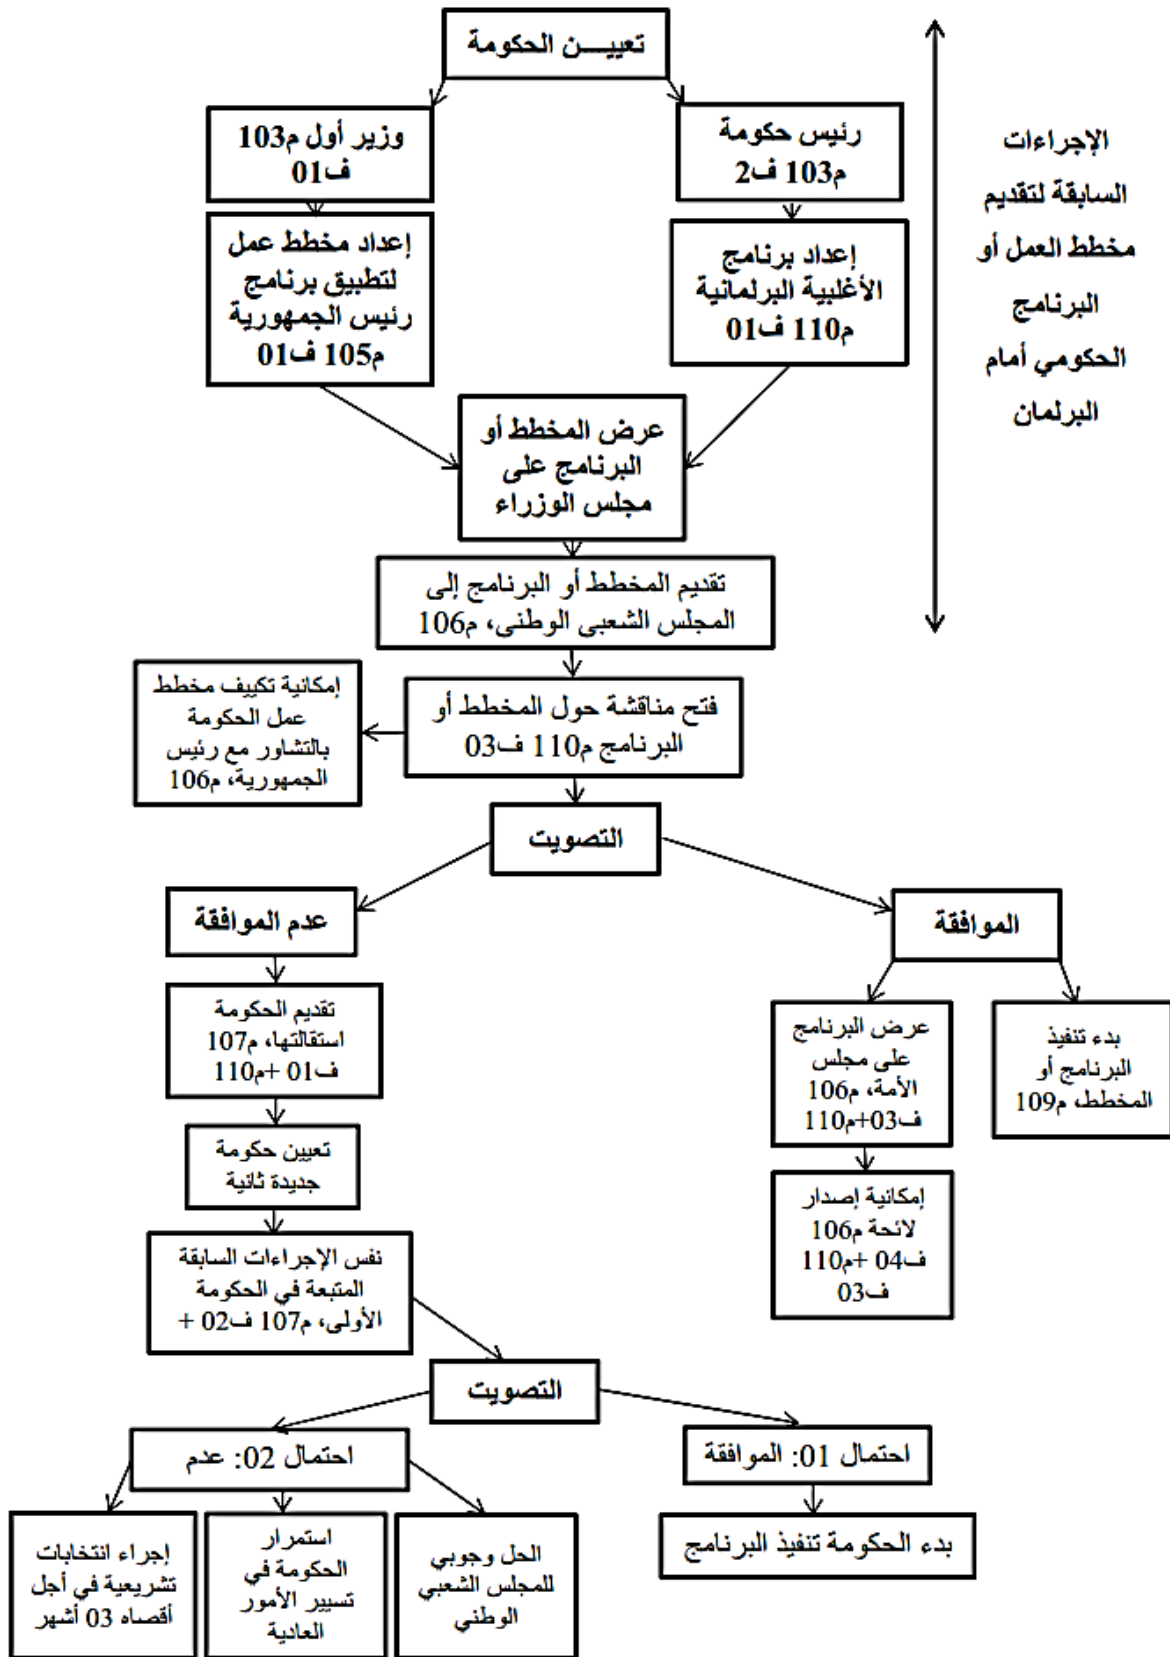 تعييـــن الحكومة
رئيس حكومة
م103 ف2
وزير أول م103
ف01
الإجراءات
السابقة لتقديم
مخطط العمل أو
البرنامج
الحكومي أمام
البرلمان
إعداد برنامج
الأغلبية البرلمانية
م110 ف01
إعداد مخطط عمل
لتطبيق برنامج
رئيس الجمهورية
م105 ف01
عرض المخطط أو
البرنامج على
مجلس الوزراء
تقديم المخطط أو البرنامج إلى
المجلس الشعبي الوطني، م106
فتح مناقشة حول المخطط أو
البرنامج م110 ف03
إمكانية تكييف مخطط
عمل الحكومة
بالتشاور مع رئيس
الجمهورية، م106
التصويت
الموافقة
عدم الموافقة
بدء تنفيذ
البرنامج أو
المخطط، م109
عرض البرنامج
على مجلس
الأمة، م106
ف03+م110
إمكانية إصدار
لائحة م106
ف04 +م110
ف03
تقديم الحكومة
استقالتها، م107
ف01 +م110
تعيين حكومة
جديدة ثانية
نفس الإجراءات السابقة
المتبعة في الحكومة
الأولى، م107 ف02 +
التصويت
احتمال 01: الموافقة
احتمال 02: عدم
بدء الحكومة تنفيذ البرنامج
الحل وجوبي
للمجلس الشعبي
الوطني
استمرار
الحكومة في
تسيير الأمور
العادية
إجراء انتخابات
تشريعية في أجل
أقصاه 03 أشهر